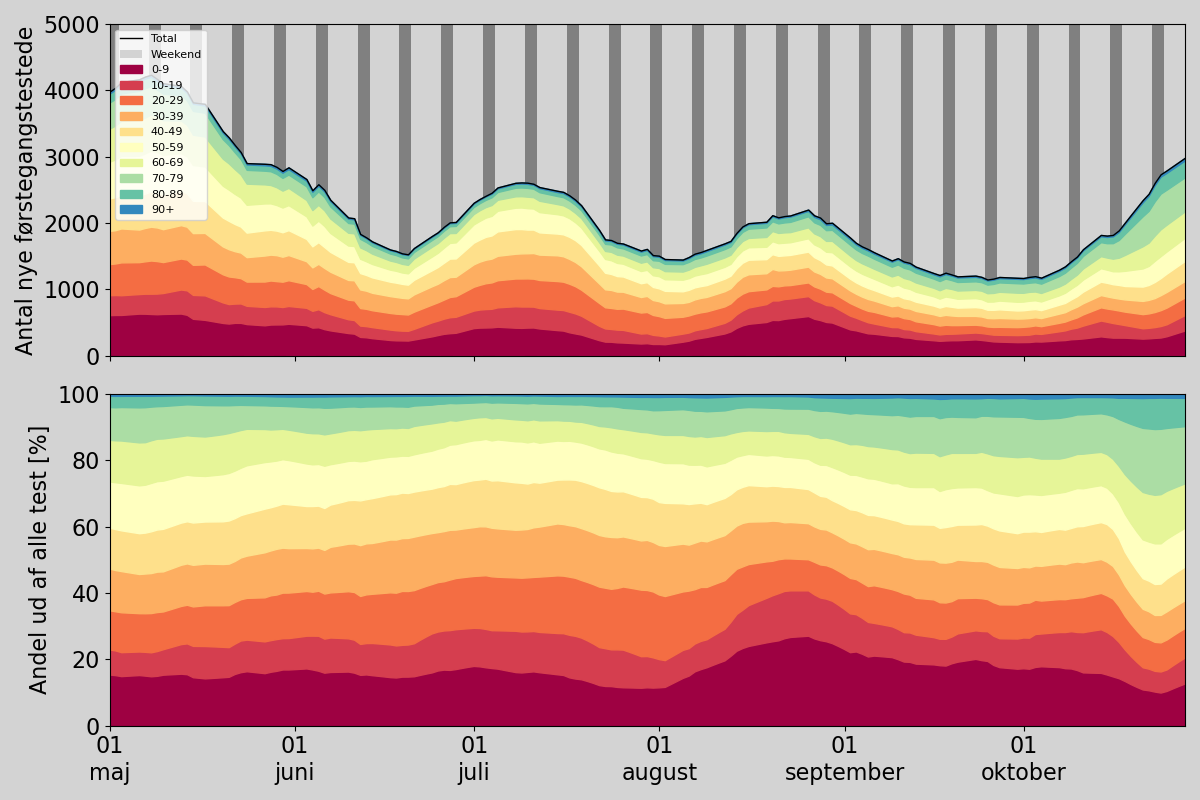 Antal nye førstegangstestede
5000
4000
3000
2000
1000
0
Total
Weekend
0-9
10-19
20-29
30-39
40-49
50-59
60-69
70-79
80-89
90+
Andel ud af alle test [%]
100
80
60
40
20
0
01
maj
01
juni
01
juli
01
august
01
september
01
oktober